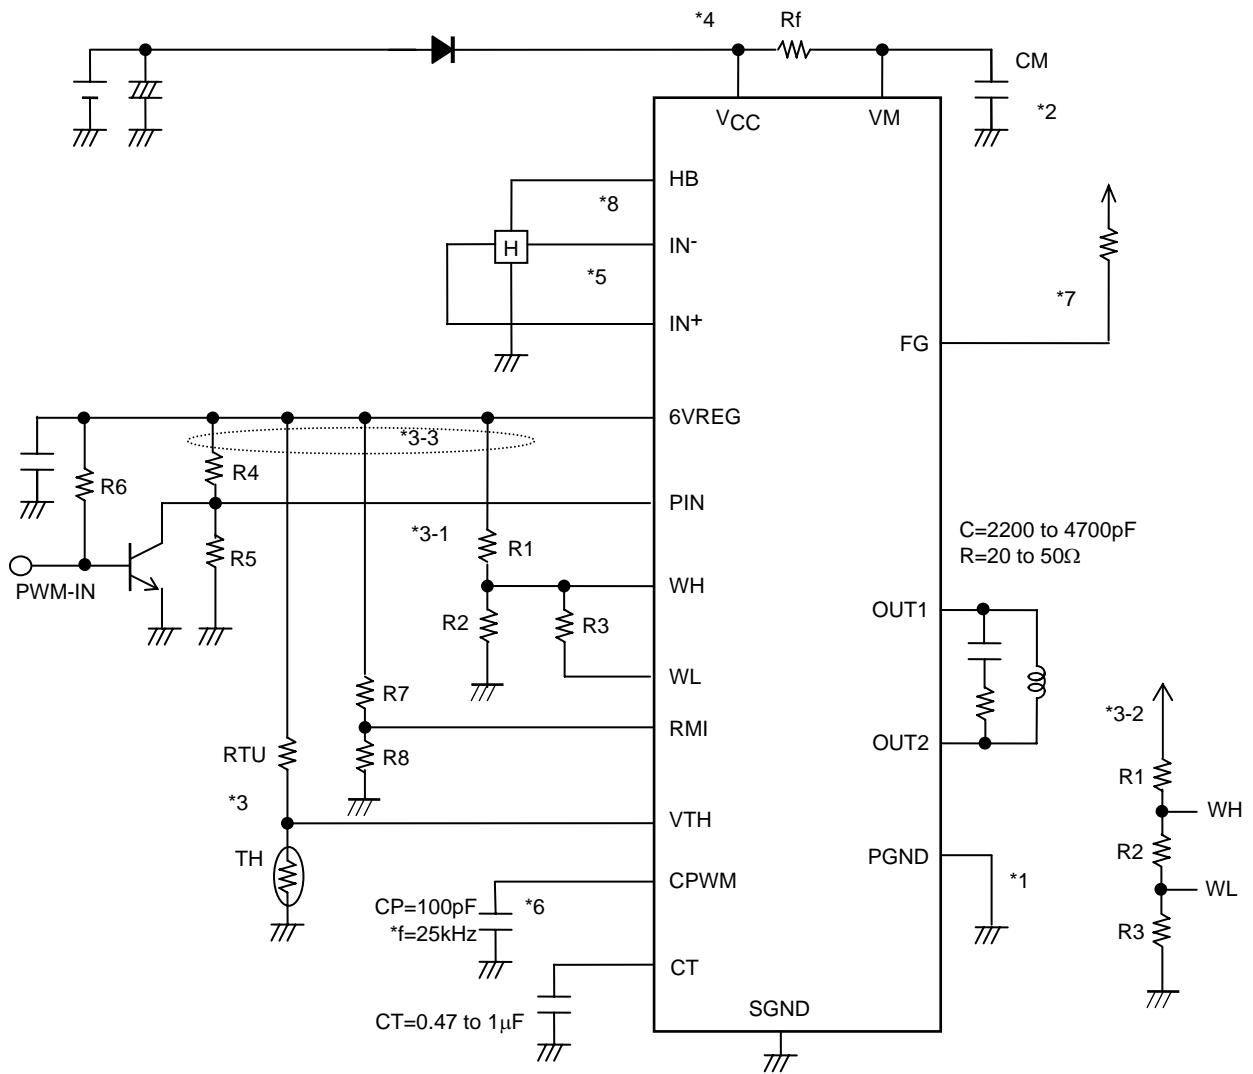 *4
Rf
CM
*2
VCC
VM
HB
*8
H
IN-
*5
IN+
*7
FG
6VREG
*3-3
R4
R6
PIN
*3-1
R1
R5
PWM-IN
C=2200 to 4700pF
R=20 to 50Ω
WH
R2
R3
OUT1
WL
R7
RMI
R8
RTU
*3
OUT2
*3-2
R1
WH
R2
WL
R3
VTH
TH
PGND
*1
CPWM
CP=100pF
*f=25kHz
*6
CT
CT=0.47 to 1μF
SGND